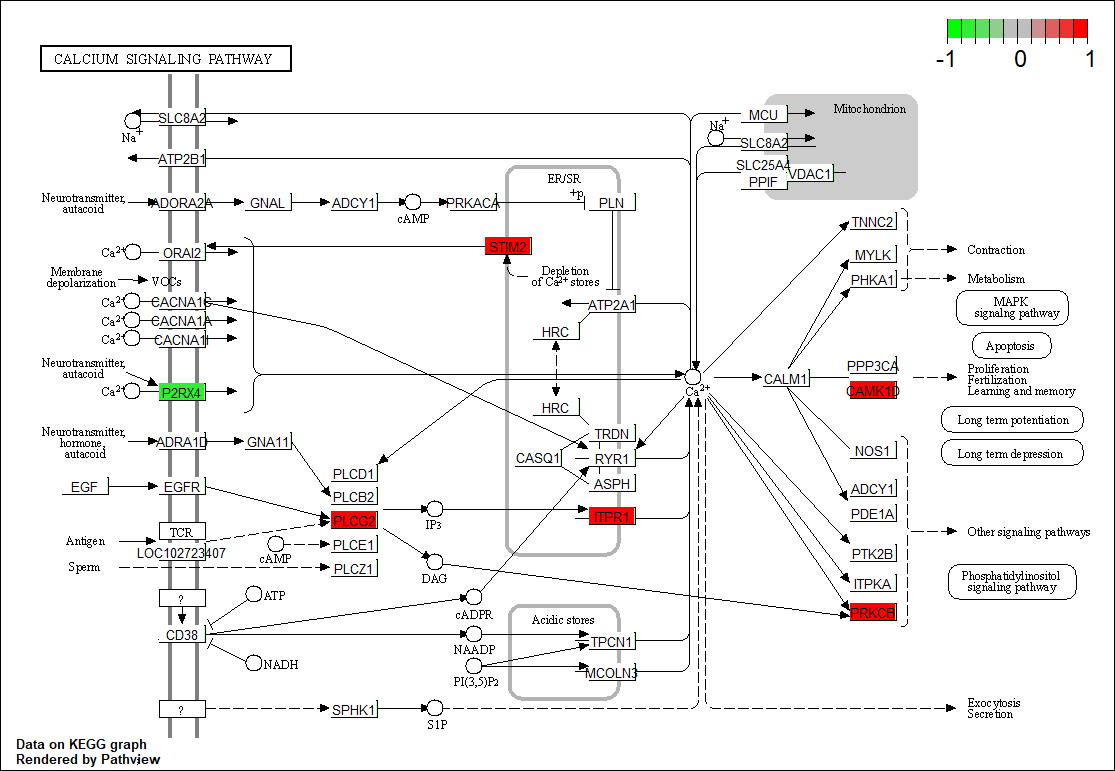 CALCIUM SIGNALING PATHWAY
-1 0 1
SLC8A2
Na+
ATP2B1
Neurotransmitter,
autacoid
ADORA2A
GNAL
ADCY1
cAMP
PRKACA
ER/SR
+p
PLN
MCU
Mitochondrion
Na+
SLC8A2
SLC25A4
VDAC1
PPIF
Ca2+
ORAI2
STIM2
Depletion
of Ca2+ stores
Membrane
depolarization
VOCs
Ca2+
CACNA1C
Ca2+
CACNA1A
Ca2+
CACNA1I
ATP2A1
HRC
HRC
Neurotransmitter,
autacoid
Ca2+
P2RX4
Neurotransmitter,
hormone,
autacoid
ADRA1D
GNA11
TRDN
CASQ1
RYR1
ASPH
EGF
EGFR
PLCD1
PLCB2
PLCG2
PLCE1
PLCZ1
IP3
ITPR1
DAG
Antigen
TCR
LOC102723407
cAMP
Sperm
?
ATP
CD38
NADH
cADPR
NAADP
PI(3,5)P2
Acidic stores
TPCN1
MCOLN3
?
SPHK1
S1P
Ca2+
CALM1
TNNC2
MYLK
PHKA1
PPP3CA
CAMK1D
NOS1
ADCY1
PDE1A
PTK2B
ITPKA
PRKCB
Contraction
Metabolism
MAPK
signaling pathway
Apoptosis
Proliferation
Fertilization
Learning and memory
Long term potentiation
Long term depression
Other signaling pathways
Phosphatidylinositol
signaling pathway
Exocytosis
Secretion
Data on KEGG graph
Rendered by Pathview